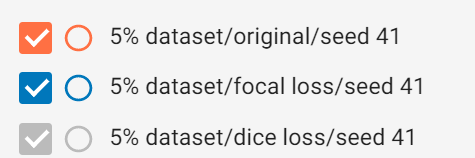 5% dataset/original/seed 41
5% dataset/focal loss/seed 41
5% dataset/dice loss/seed 41